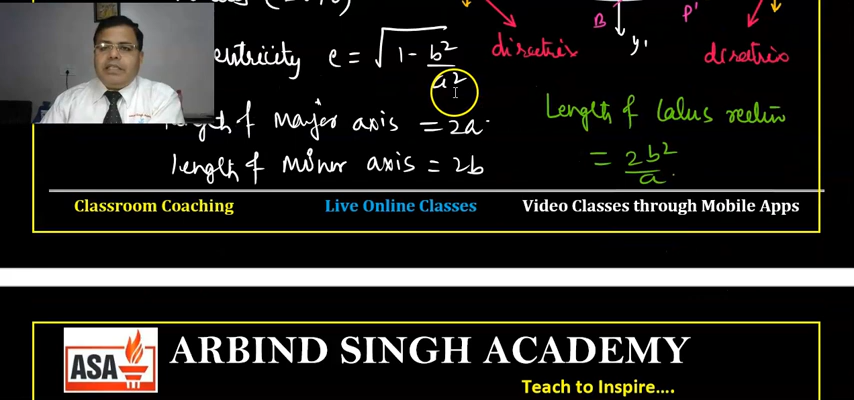 B P'
y'
directrix directrix
entricity e = √1 - b²/a²
Length of Latus rectum
length of Major axis = 2a.
= 2b²/a.
length of Minor axis = 2b
Classroom Coaching Live Online Classes Video Classes through Mobile Apps
ASA ARBIND SINGH ACADEMY
Teach to Inspire....